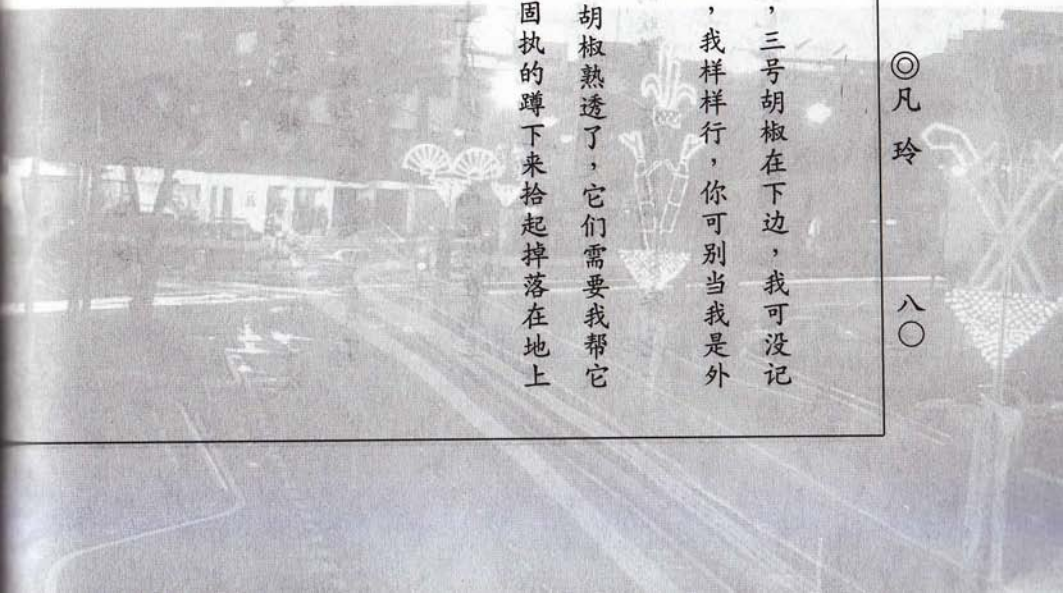 ◎凡 玲
八〇
，三号胡椒在下边，我可没记
，我样样行，你可别当我是外
胡椒熟透了，它们需要我帮它
固执的蹲下来拾起掉落在地上